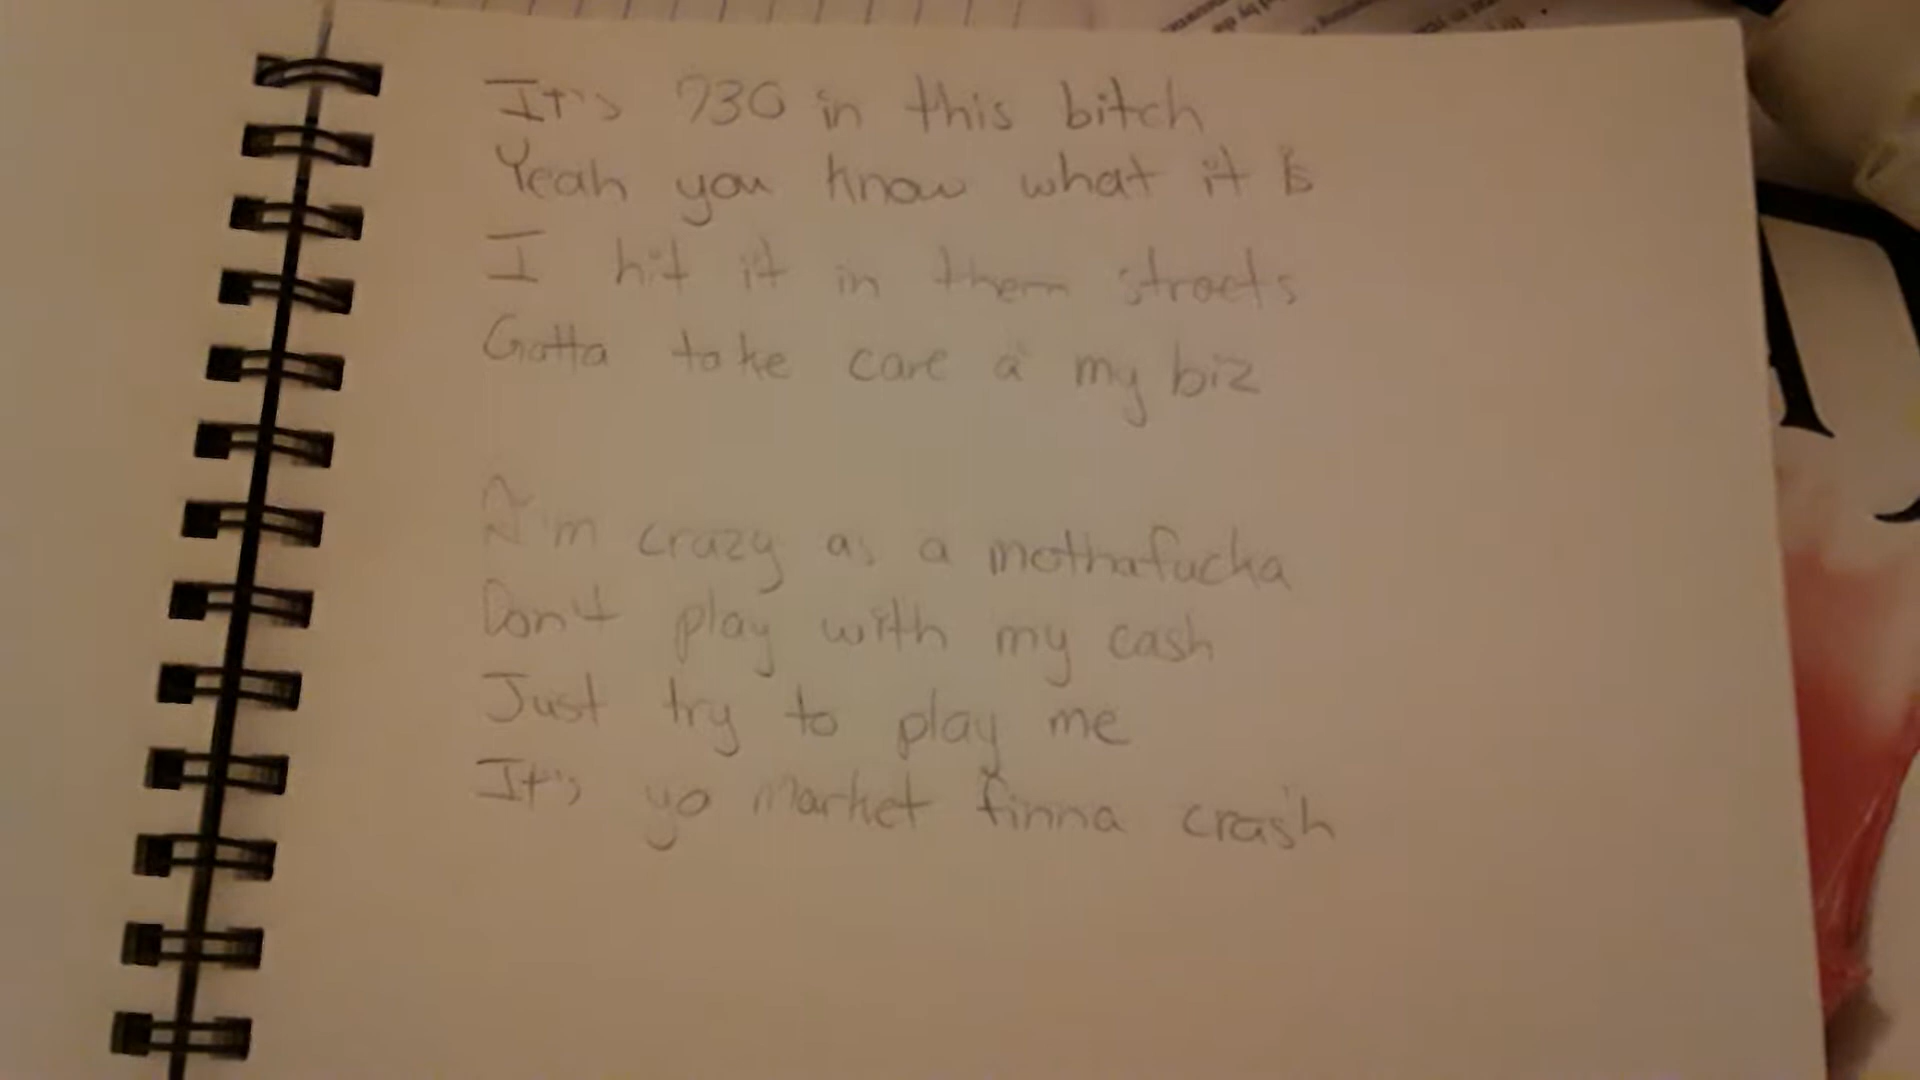 It's 730 in this bitch
Yeah you know what it is
I hit it in them streets
Gotta take care a' my biz
I'm crazy as a mothafucka
Don't play with my cash
Just try to play me
It's yo market finna crash